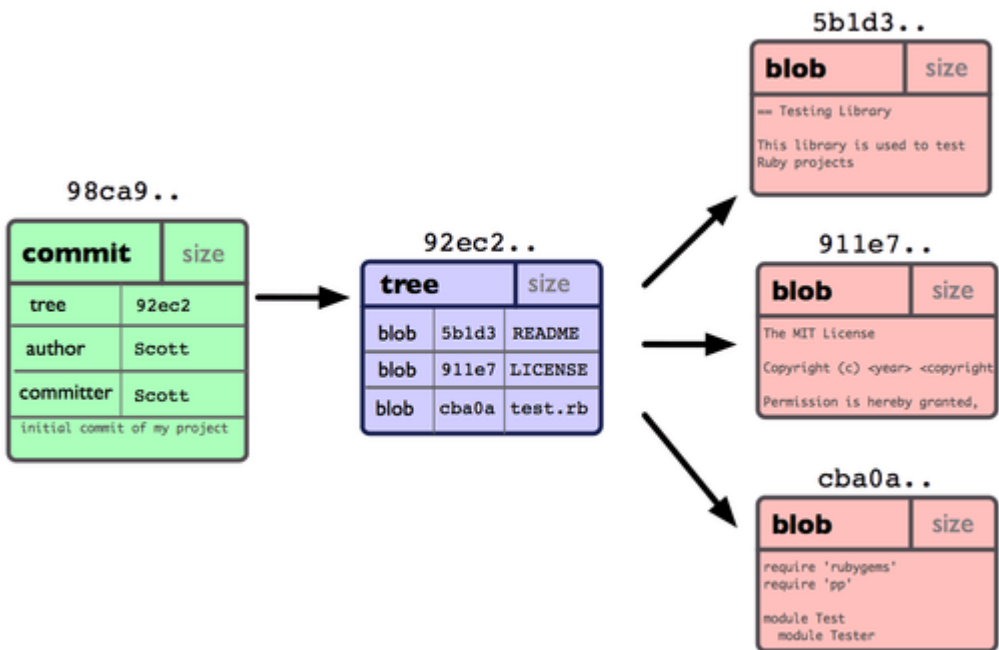 98ca9..
commit size
tree 92ec2
author Scott
committer Scott
initial commit of my project
92ec2..
tree size
blob 5b1d3 README
blob 911e7 LICENSE
blob cba0a test.rb
5b1d3..
blob size
== Testing Library
This library is used to test
Ruby projects
911e7..
blob size
The MIT License
Copyright (c) <year> <copyright
Permission is hereby granted,
cba0a..
blob size
require 'rubygems'
require 'pp'
module Test
module Tester